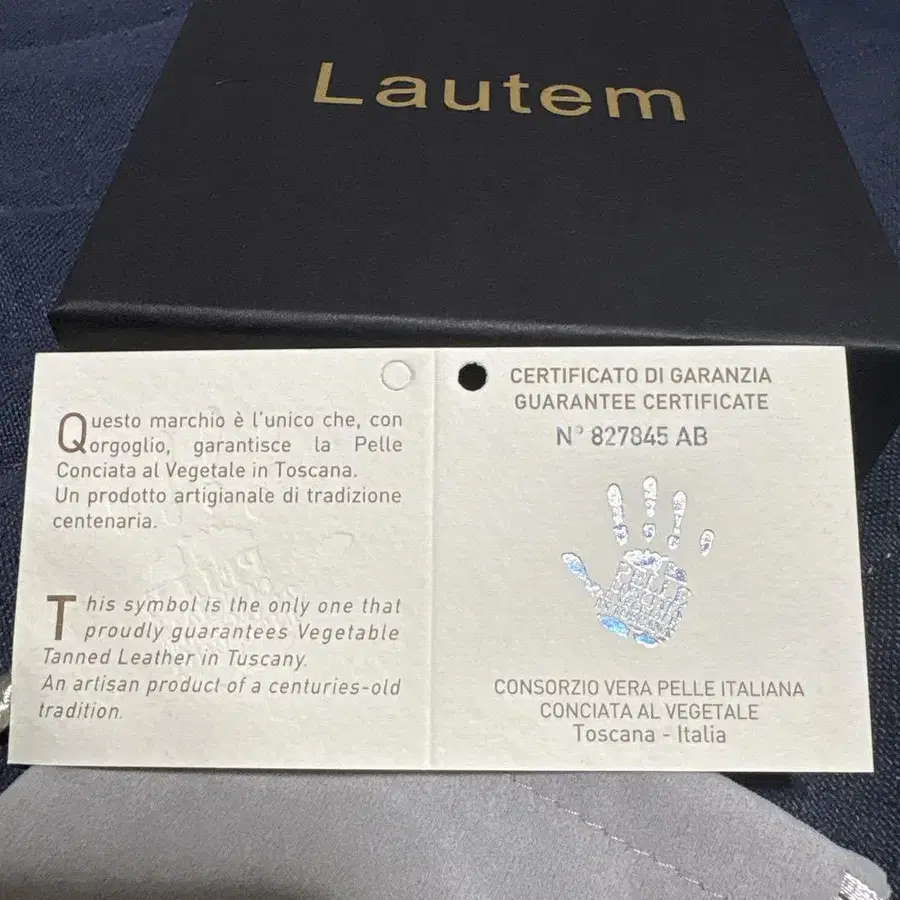 Lautem
Questo marchio è l'unico che, con
orgoglio, garantisce la Pelle
Conciata al Vegetale in Toscana.
Un prodotto artigianale di tradizione
centenaria.
This symbol is the only one that
proudly guarantees Vegetable
Tanned Leather in Tuscany.
An artisan product of a centuries-old
tradition.
CERTIFICATO DI GARANZIA
GUARANTEE CERTIFICATE
N° 827845 AB
CONSORZIO VERA PELLE ITALIANA
CONCIATA AL VEGETALE
Toscana - Italia